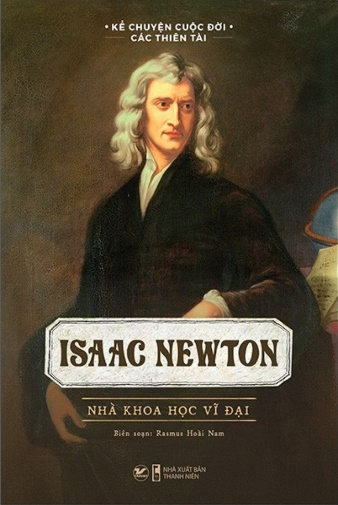 • KỂ CHUYỆN CUỘC ĐỜI •
CÁC THIÊN TÀI
ISAAC NEWTON
NHÀ KHOA HỌC VĨ ĐẠI
Biên soạn: Rasmus Hoài Nam
NHÀ XUẤT BẢN
THANH NIÊN